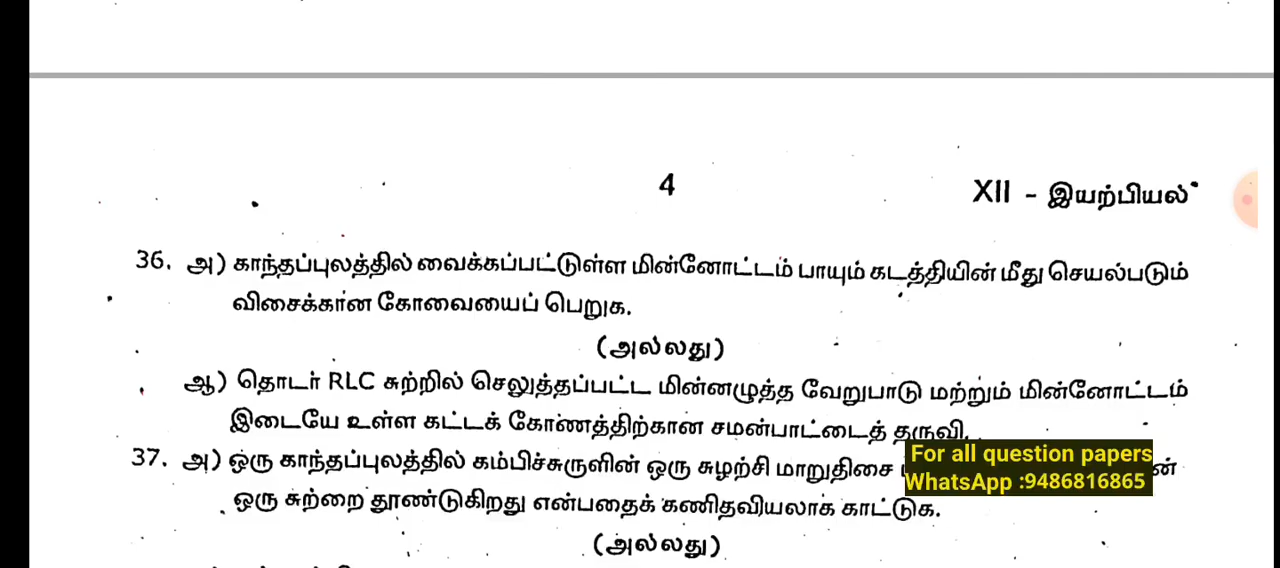 4
XII - இயற்பியல்
36. அ) காந்தப்புலத்தில் வைக்கப்பட்டுள்ள மின்னோட்டம் பாயும் கடத்தியின் மீது செயல்படும்
விசைக்கான கோவையைப் பெறுக.
(அல்லது)
ஆ) தொடர் RLC சுற்றில் செலுத்தப்பட்ட மின்னழுத்த வேறுபாடு மற்றும் மின்னோட்டம்
இடையே உள்ள கட்டக் கோணத்திற்கான சமன்பாட்டைத் தருவி.
37. அ) ஒரு காந்தப்புலத்தில் கம்பிச்சுருளின் ஒரு சுழற்சி மாறுதிசை
For all question papers
WhatsApp :9486816865
ஒரு சுற்றை தூண்டுகிறது என்பதைக் கணிதவியலாக காட்டுக.
(அல்லது)